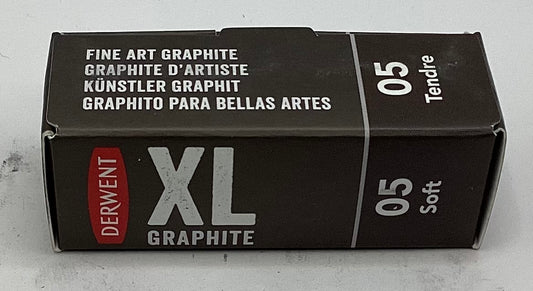 FINE ART GRAPHITE
GRAPHITE D'ARTISTE
KÜNSTLER GRAPHIT
GRAPHITO PARA BELLAS ARTES
05
Tendre
DERWENT
XL
GRAPHITE
05
Soft